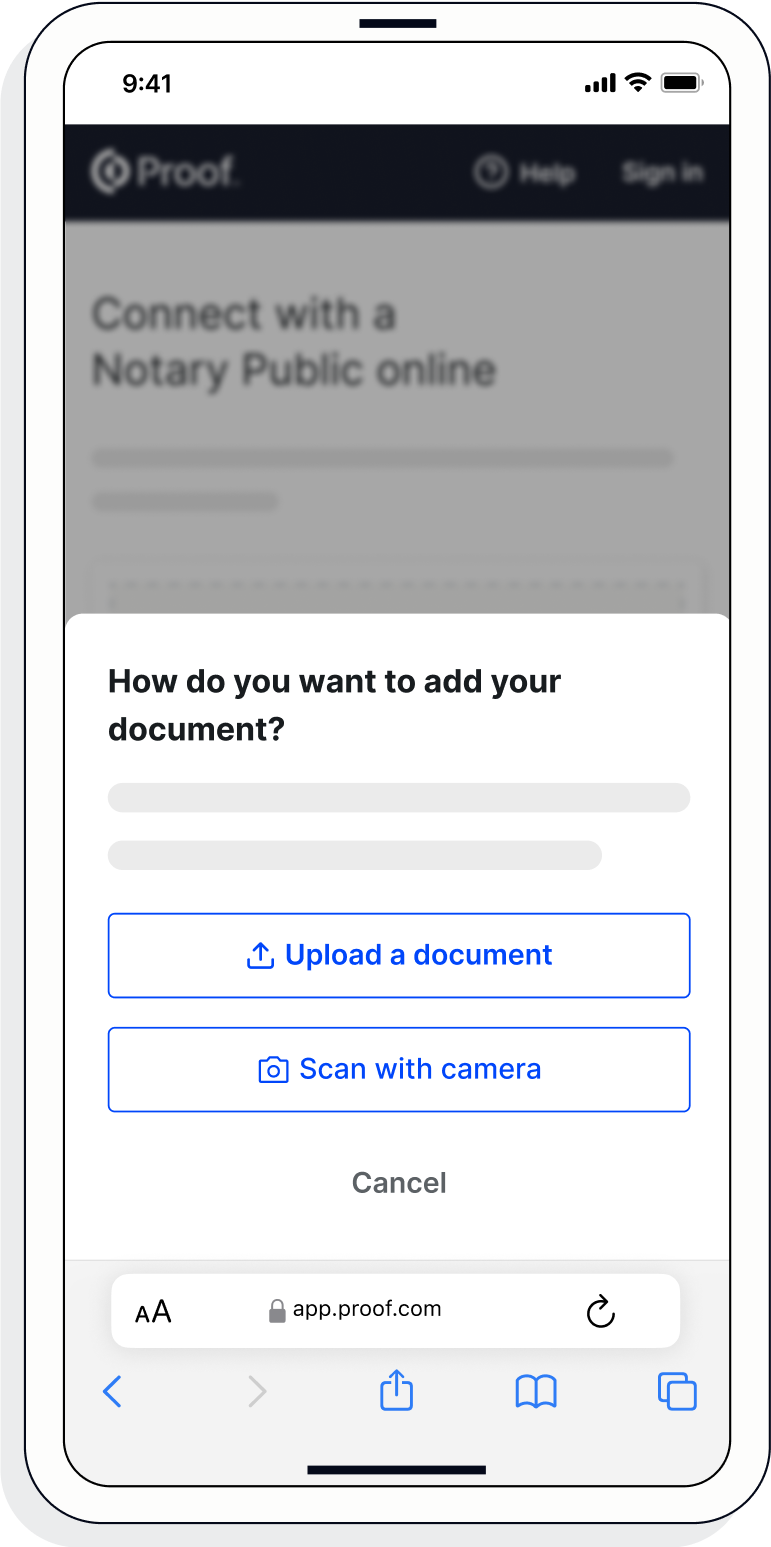 9:41
Proof.
Help
Sign in
Connect with a
Notary Public online
How do you want to add your
document?
Upload a document
Scan with camera
Cancel
AA
app.proof.com